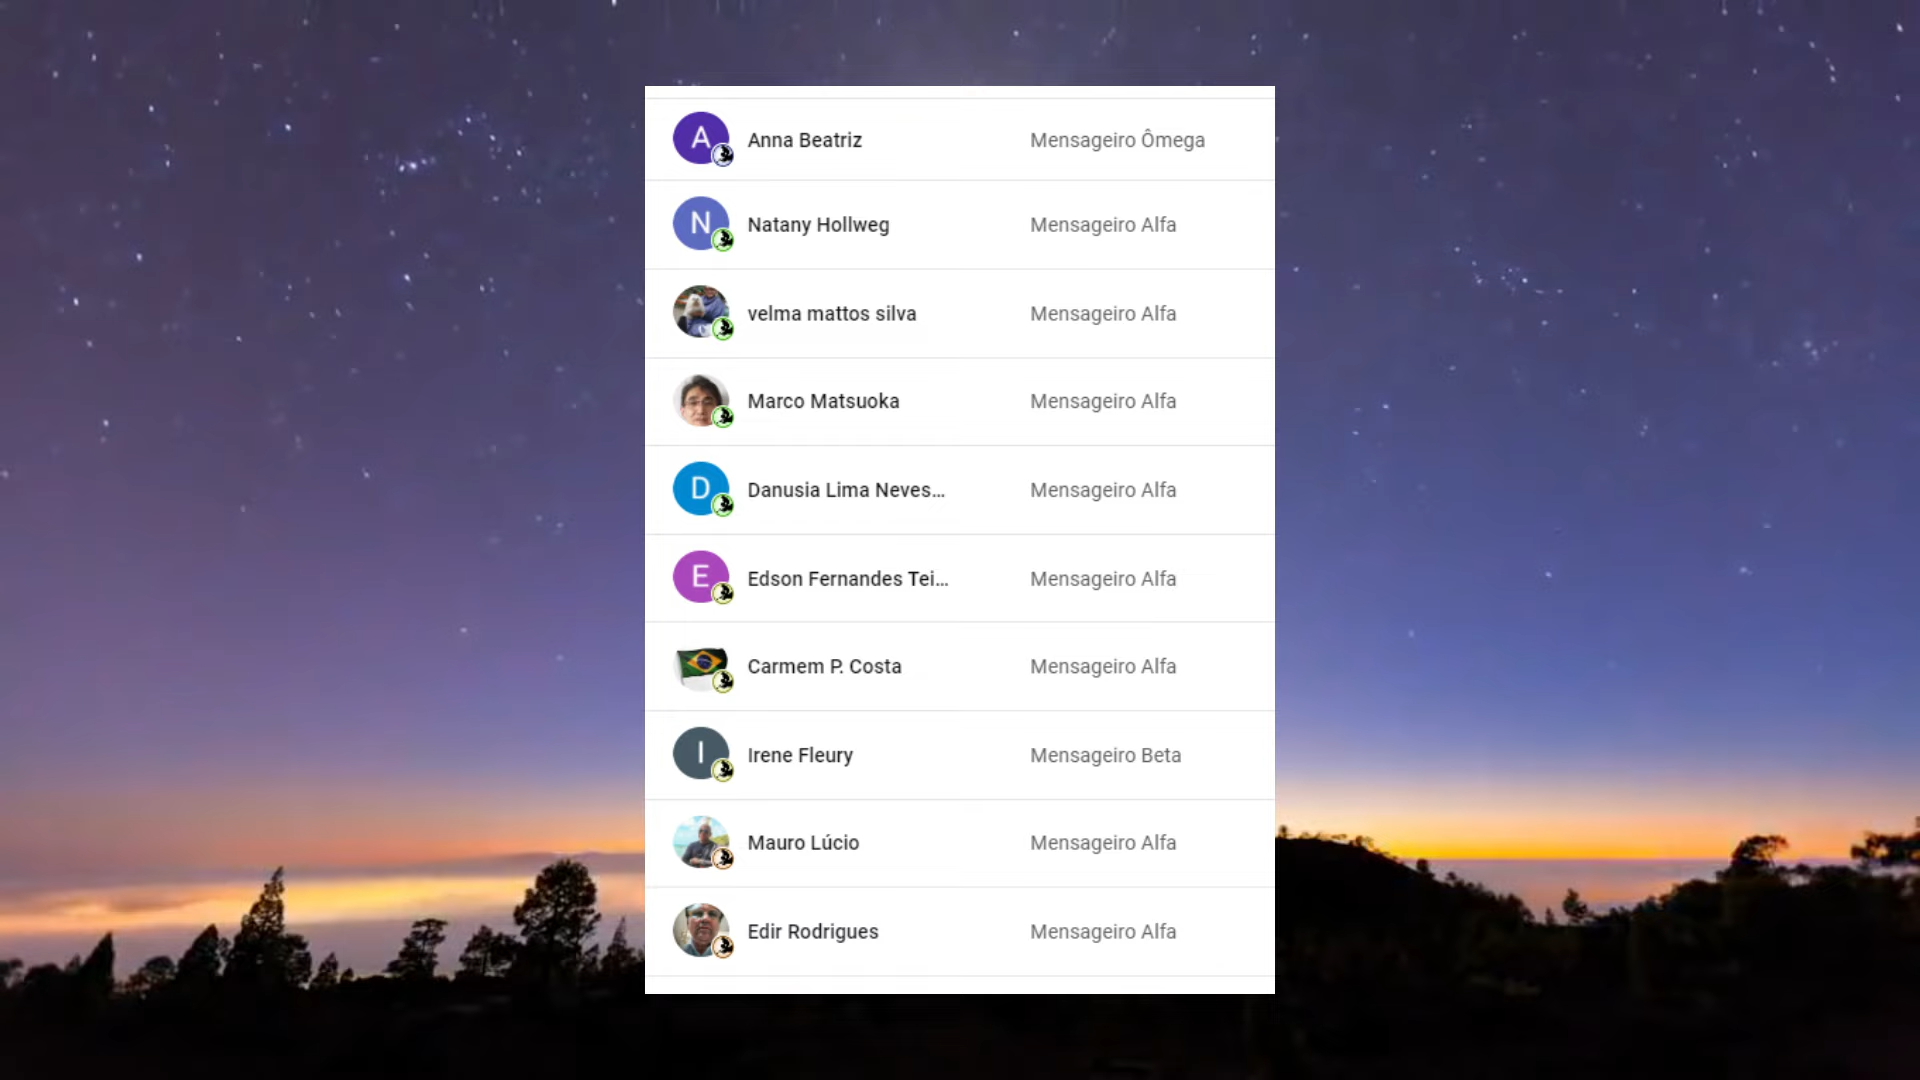 A Anna Beatriz Mensageiro Ômega
N Natany Hollweg Mensageiro Alfa
velma mattos silva Mensageiro Alfa
Marco Matsuoka Mensageiro Alfa
D Danusia Lima Neves... Mensageiro Alfa
E Edson Fernandes Tei... Mensageiro Alfa
Carmem P. Costa Mensageiro Alfa
I Irene Fleury Mensageiro Beta
Mauro Lúcio Mensageiro Alfa
Edir Rodrigues Mensageiro Alfa